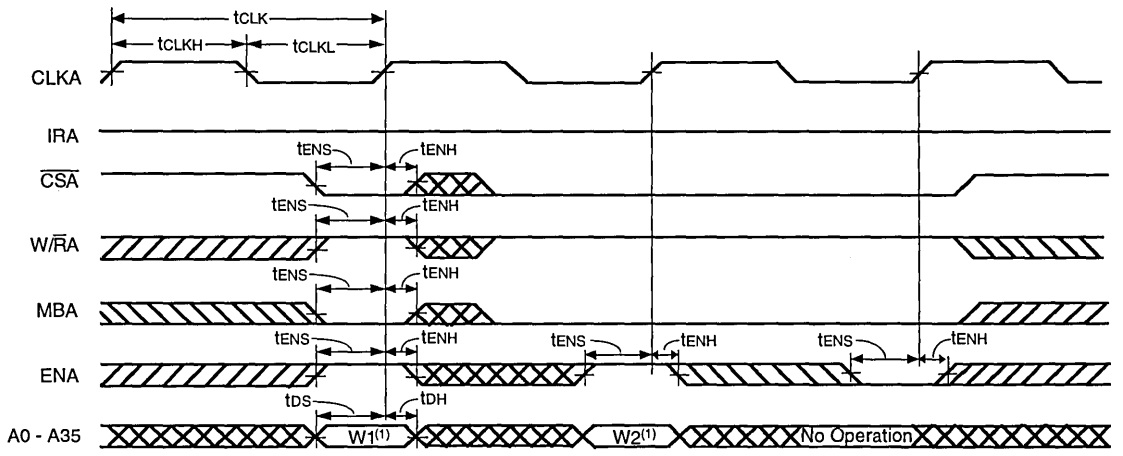 tCLK
tCLKH tCLKL
CLKA
IRA
tENS tENH
CSA
tENS tENH
W/RA
tENS tENH
MBA
tENS tENH tENS tENH tENS tENH
ENA
tDS tDH
A0 - A35 W1(1) W2(1) No Operation